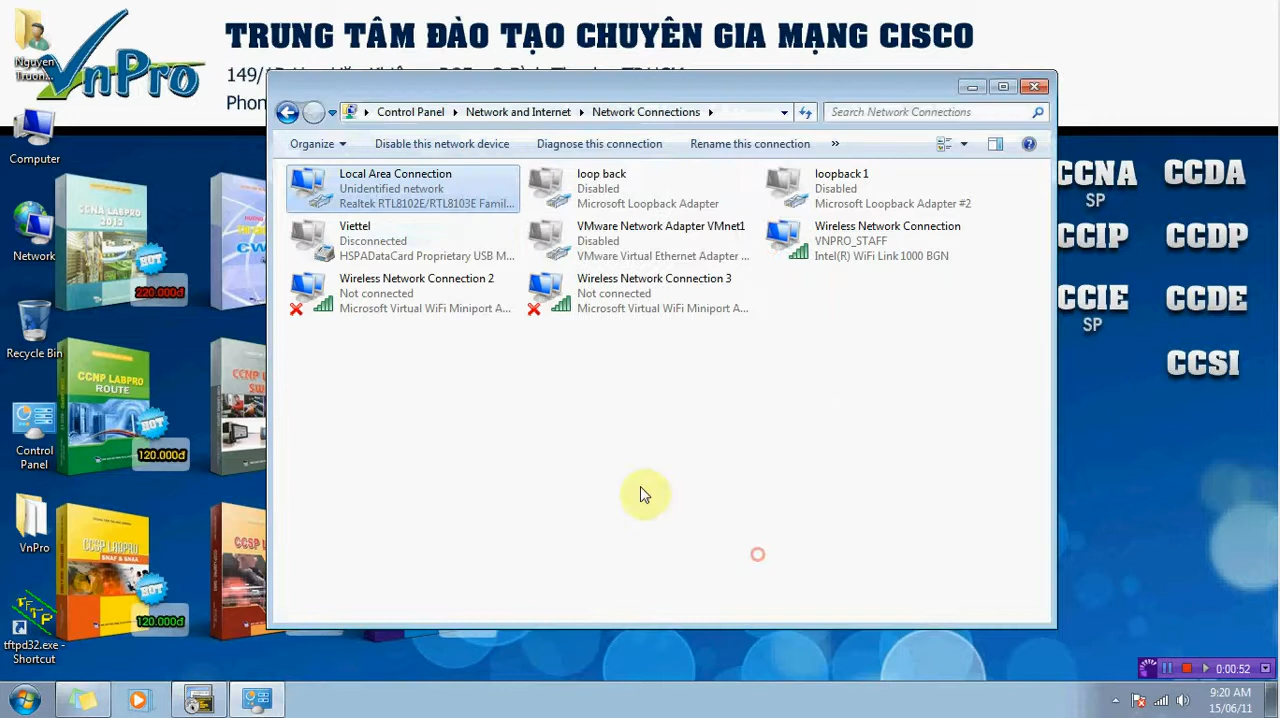 TRUNG TÂM ĐÀO TẠO CHUYÊN GIA MẠNG CISCO
VnPro
149/
Phon
Nguyen
Truon...
Computer
Network
Recycle Bin
Control
Panel
VnPro
tftpd32.exe -
Shortcut
CCNA LABPRO
2012
HOT
220.000đ
CCNP LABPRO
ROUTE
HOT
120.000đ
CCSP LABPRO
SNAF & SNAA
HOT
120.000đ
Control Panel
Network and Internet
Network Connections
Search Network Connections
Organize
Disable this network device
Diagnose this connection
Rename this connection
»
Local Area Connection
Unidentified network
Realtek RTL8102E/RTL8103E Famil...
loop back
Disabled
Microsoft Loopback Adapter
loopback1
Disabled
Microsoft Loopback Adapter #2
Viettel
Disconnected
HSPADataCard Proprietary USB M...
VMware Network Adapter VMnet1
Disabled
VMware Virtual Ethernet Adapter ...
Wireless Network Connection
VNPRO_STAFF
Intel(R) WiFi Link 1000 BGN
Wireless Network Connection 2
Not connected
Microsoft Virtual WiFi Miniport A...
Wireless Network Connection 3
Not connected
Microsoft Virtual WiFi Miniport A...
CCNA CCDA
SP
CCIP CCDP
CCIE CCDE
SP
CCSI
0:00:52
9:20 AM
15/06/11